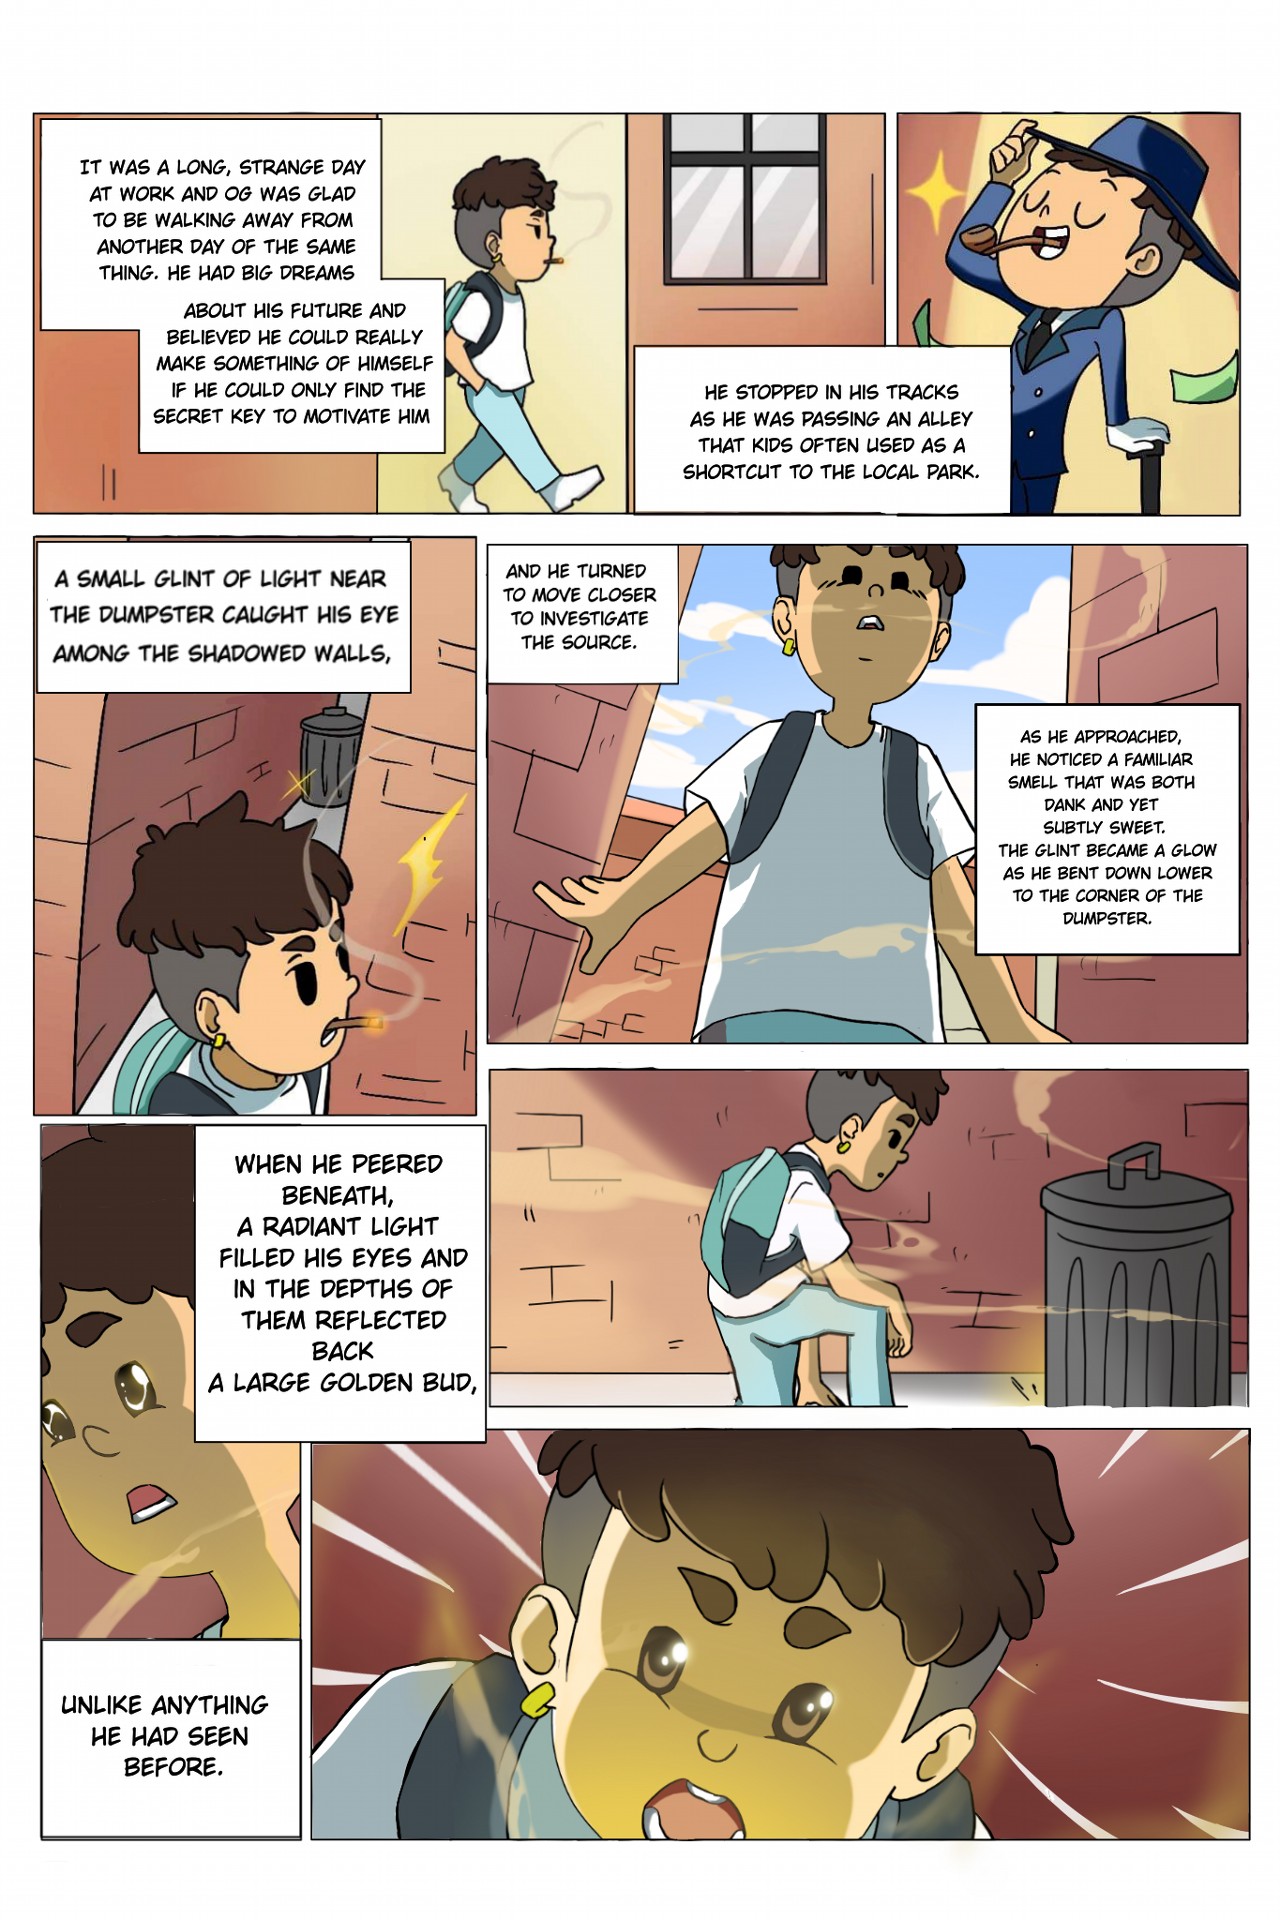 IT WAS A LONG, STRANGE DAY
AT WORK AND OG WAS GLAD
TO BE WALKING AWAY FROM
ANOTHER DAY OF THE SAME
THING. HE HAD BIG DREAMS
ABOUT HIS FUTURE AND
BELIEVED HE COULD REALLY
MAKE SOMETHING OF HIMSELF
IF HE COULD ONLY FIND THE
SECRET KEY TO MOTIVATE HIM
HE STOPPED IN HIS TRACKS
AS HE WAS PASSING AN ALLEY
THAT KIDS OFTEN USED AS A
SHORTCUT TO THE LOCAL PARK.
A SMALL GLINT OF LIGHT NEAR
THE DUMPSTER CAUGHT HIS EYE
AMONG THE SHADOWED WALLS,
AND HE TURNED
TO MOVE CLOSER
TO INVESTIGATE
THE SOURCE.
AS HE APPROACHED,
HE NOTICED A FAMILIAR
SMELL THAT WAS BOTH
DANK AND YET
SUBTLY SWEET.
THE GLINT BECAME A GLOW
AS HE BENT DOWN LOWER
TO THE CORNER OF THE
DUMPSTER.
WHEN HE PEERED
BENEATH,
A RADIANT LIGHT
FILLED HIS EYES AND
IN THE DEPTHS OF
THEM REFLECTED
BACK
A LARGE GOLDEN BUD,
UNLIKE ANYTHING
HE HAD SEEN
BEFORE.